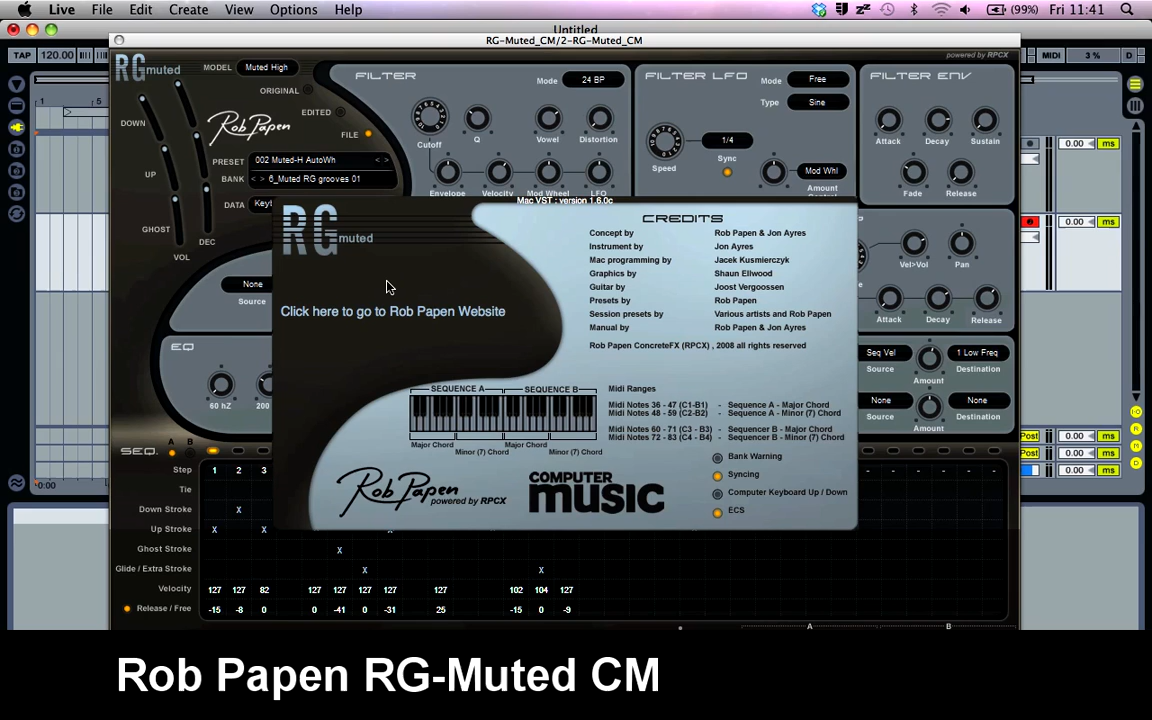 Live File Edit Create View Options Help (99%) Fri 11:41
Untitled
RG-Muted_CM/2-RG-Muted_CM
TAP 120.00 MIDI 3 % D
1 5
RG muted
MODEL Muted High
powered by RPCX
ORIGINAL
EDITED
FILE
Rob Papen
DOWN
UP
GHOST
DEC
VOL
PRESET 002 Muted-H AutoWh < >
BANK < > 6_Muted RG grooves 01
DATA
FILTER
Mode 24 BP
Cutoff Q Vowel Distortion
Envelope Velocity Mod Wheel LFO
FILTER LFO
Mode Free
Type Sine
1/4
Speed Sync Mod Whl
Amount
FILTER ENV
Attack Decay Sustain
Fade Release
Vel>Vol Pan
Attack Decay Release
0.00 ms
0.00 ms
Mac VST : version 1.6.0c
RG muted
Click here to go to Rob Papen Website
CREDITS
Concept by Rob Papen & Jon Ayres
Instrument by Jon Ayres
Mac programming by Jacek Kusmierczyk
Graphics by Shaun Ellwood
Guitar by Joost Vergoossen
Presets by Rob Papen
Session presets by Various artists and Rob Papen
Manual by Rob Papen & Jon Ayres
Rob Papen ConcreteFX (RPCX) , 2008 all rights reserved
SEQUENCE A SEQUENCE B
Major Chord Major Chord
Minor (7) Chord Minor (7) Chord
Midi Ranges
Midi Notes 36 - 47 (C1-B1) - Sequence A - Major Chord
Midi Notes 48 - 59 (C2-B2) - Sequence A - Minor (7) Chord
Midi Notes 60 - 71 (C3 - B3) - Sequencer B - Major Chord
Midi Notes 72 - 83 (C4 - B4) - Sequencer B - Minor (7) Chord
Bank Warning
Syncing
Computer Keyboard Up / Down
ECS
Rob Papen powered by RPCX
COMPUTER
music
None
Source
EQ
60 hZ 200
Seq Vel 1 Low Freq
Source Amount Destination
None None
Source Amount Destination
Post
Post
0:00
SEQ. A B
Step 1 2 3
Tie
Down Stroke X
Up Stroke X X
Ghost Stroke X
Glide / Extra Stroke X X
Velocity 127 127 82 127 127 127 127 127 102 104 127
Release / Free -15 -8 0 0 -41 0 -31 25 -15 0 -9
A B
Rob Papen RG-Muted CM